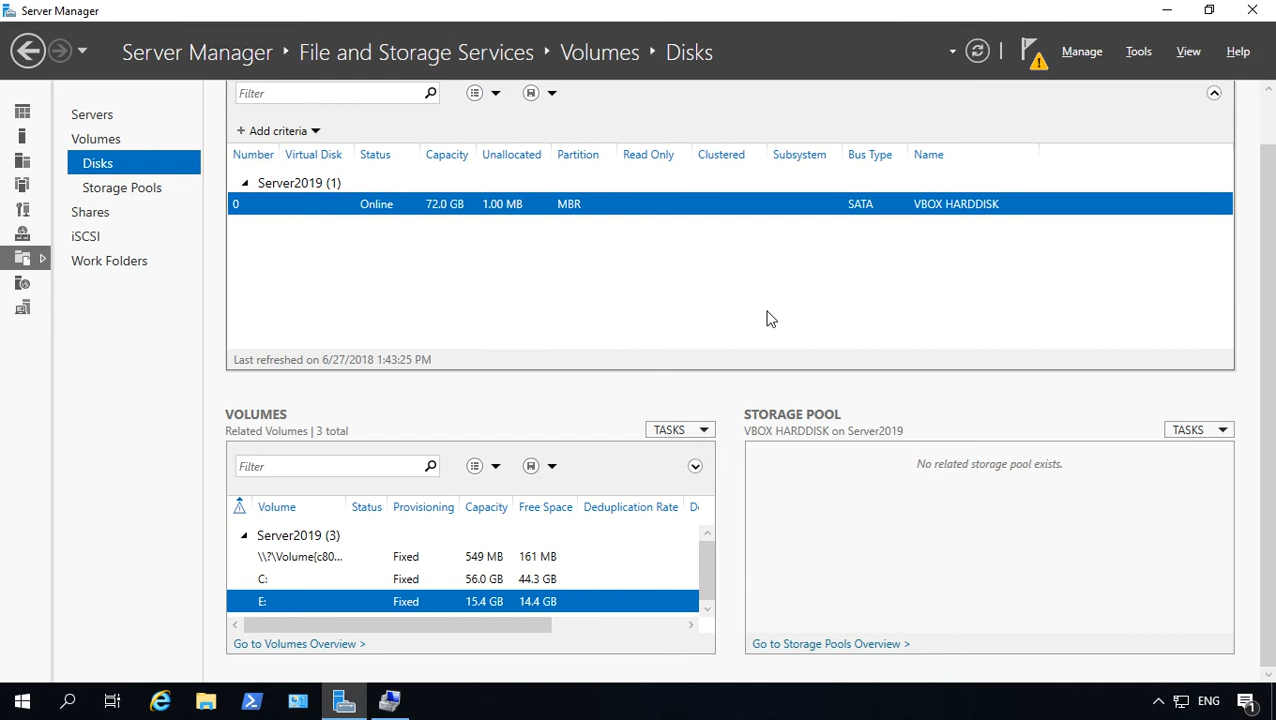 Server Manager
Server Manager ‣ File and Storage Services ‣ Volumes ‣ Disks
Manage Tools View Help
Servers
Volumes
Disks
Storage Pools
Shares
iSCSI
Work Folders
Filter
+ Add criteria
Number Virtual Disk Status Capacity Unallocated Partition Read Only Clustered Subsystem Bus Type Name
Server2019 (1)
0 Online 72.0 GB 1.00 MB MBR SATA VBOX HARDDISK
Last refreshed on 6/27/2018 1:43:25 PM
VOLUMES
Related Volumes | 3 total
TASKS
Filter
Volume Status Provisioning Capacity Free Space Deduplication Rate De
Server2019 (3)
\\?\Volume{c80... Fixed 549 MB 161 MB
C: Fixed 56.0 GB 44.3 GB
E: Fixed 15.4 GB 14.4 GB
Go to Volumes Overview >
STORAGE POOL
VBOX HARDDISK on Server2019
TASKS
No related storage pool exists.
Go to Storage Pools Overview >
ENG
1